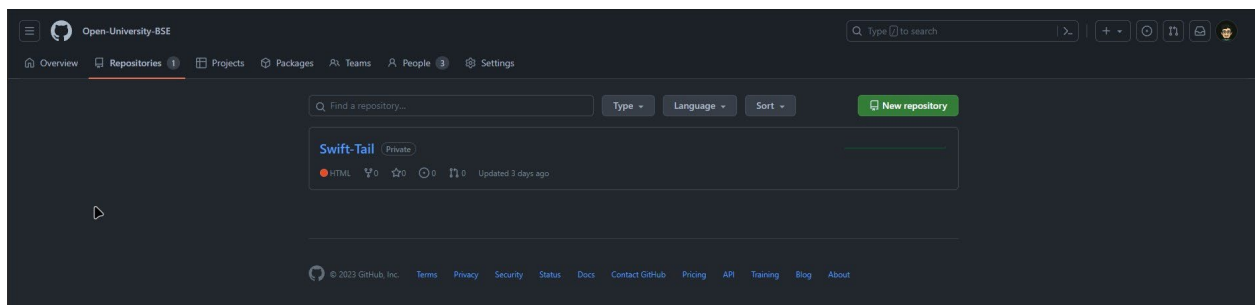 Open-University-BSE
Type / to search
Overview Repositories 1 Projects Packages Teams People 3 Settings
Find a repository... Type Language Sort New repository
Swift-Tail Private
HTML 0 0 0 0 Updated 3 days ago
© 2023 GitHub, Inc. Terms Privacy Security Status Docs Contact GitHub Pricing API Training Blog About